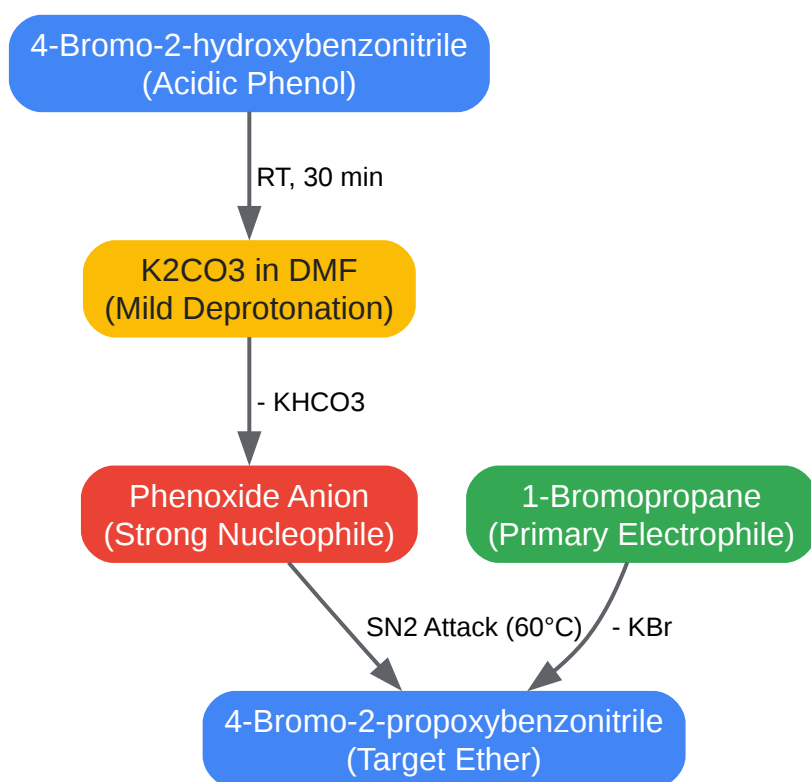 4-Bromo-2-hydroxybenzonitrile
(Acidic Phenol)
RT, 30 min
K2CO3 in DMF
(Mild Deprotonation)
- KHCO3
Phenoxide Anion
(Strong Nucleophile)
1-Bromopropane
(Primary Electrophile)
SN2 Attack (60°C)
- KBr
4-Bromo-2-propoxybenzonitrile
(Target Ether)